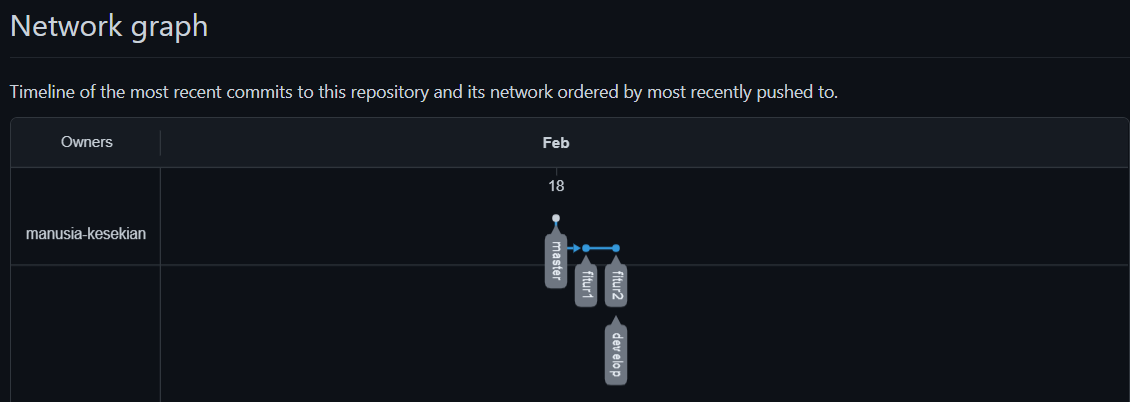 Network graph
Timeline of the most recent commits to this repository and its network ordered by most recently pushed to.
Owners
Feb
18
manusia-kesekian
master
fitur1
fitur2
develop